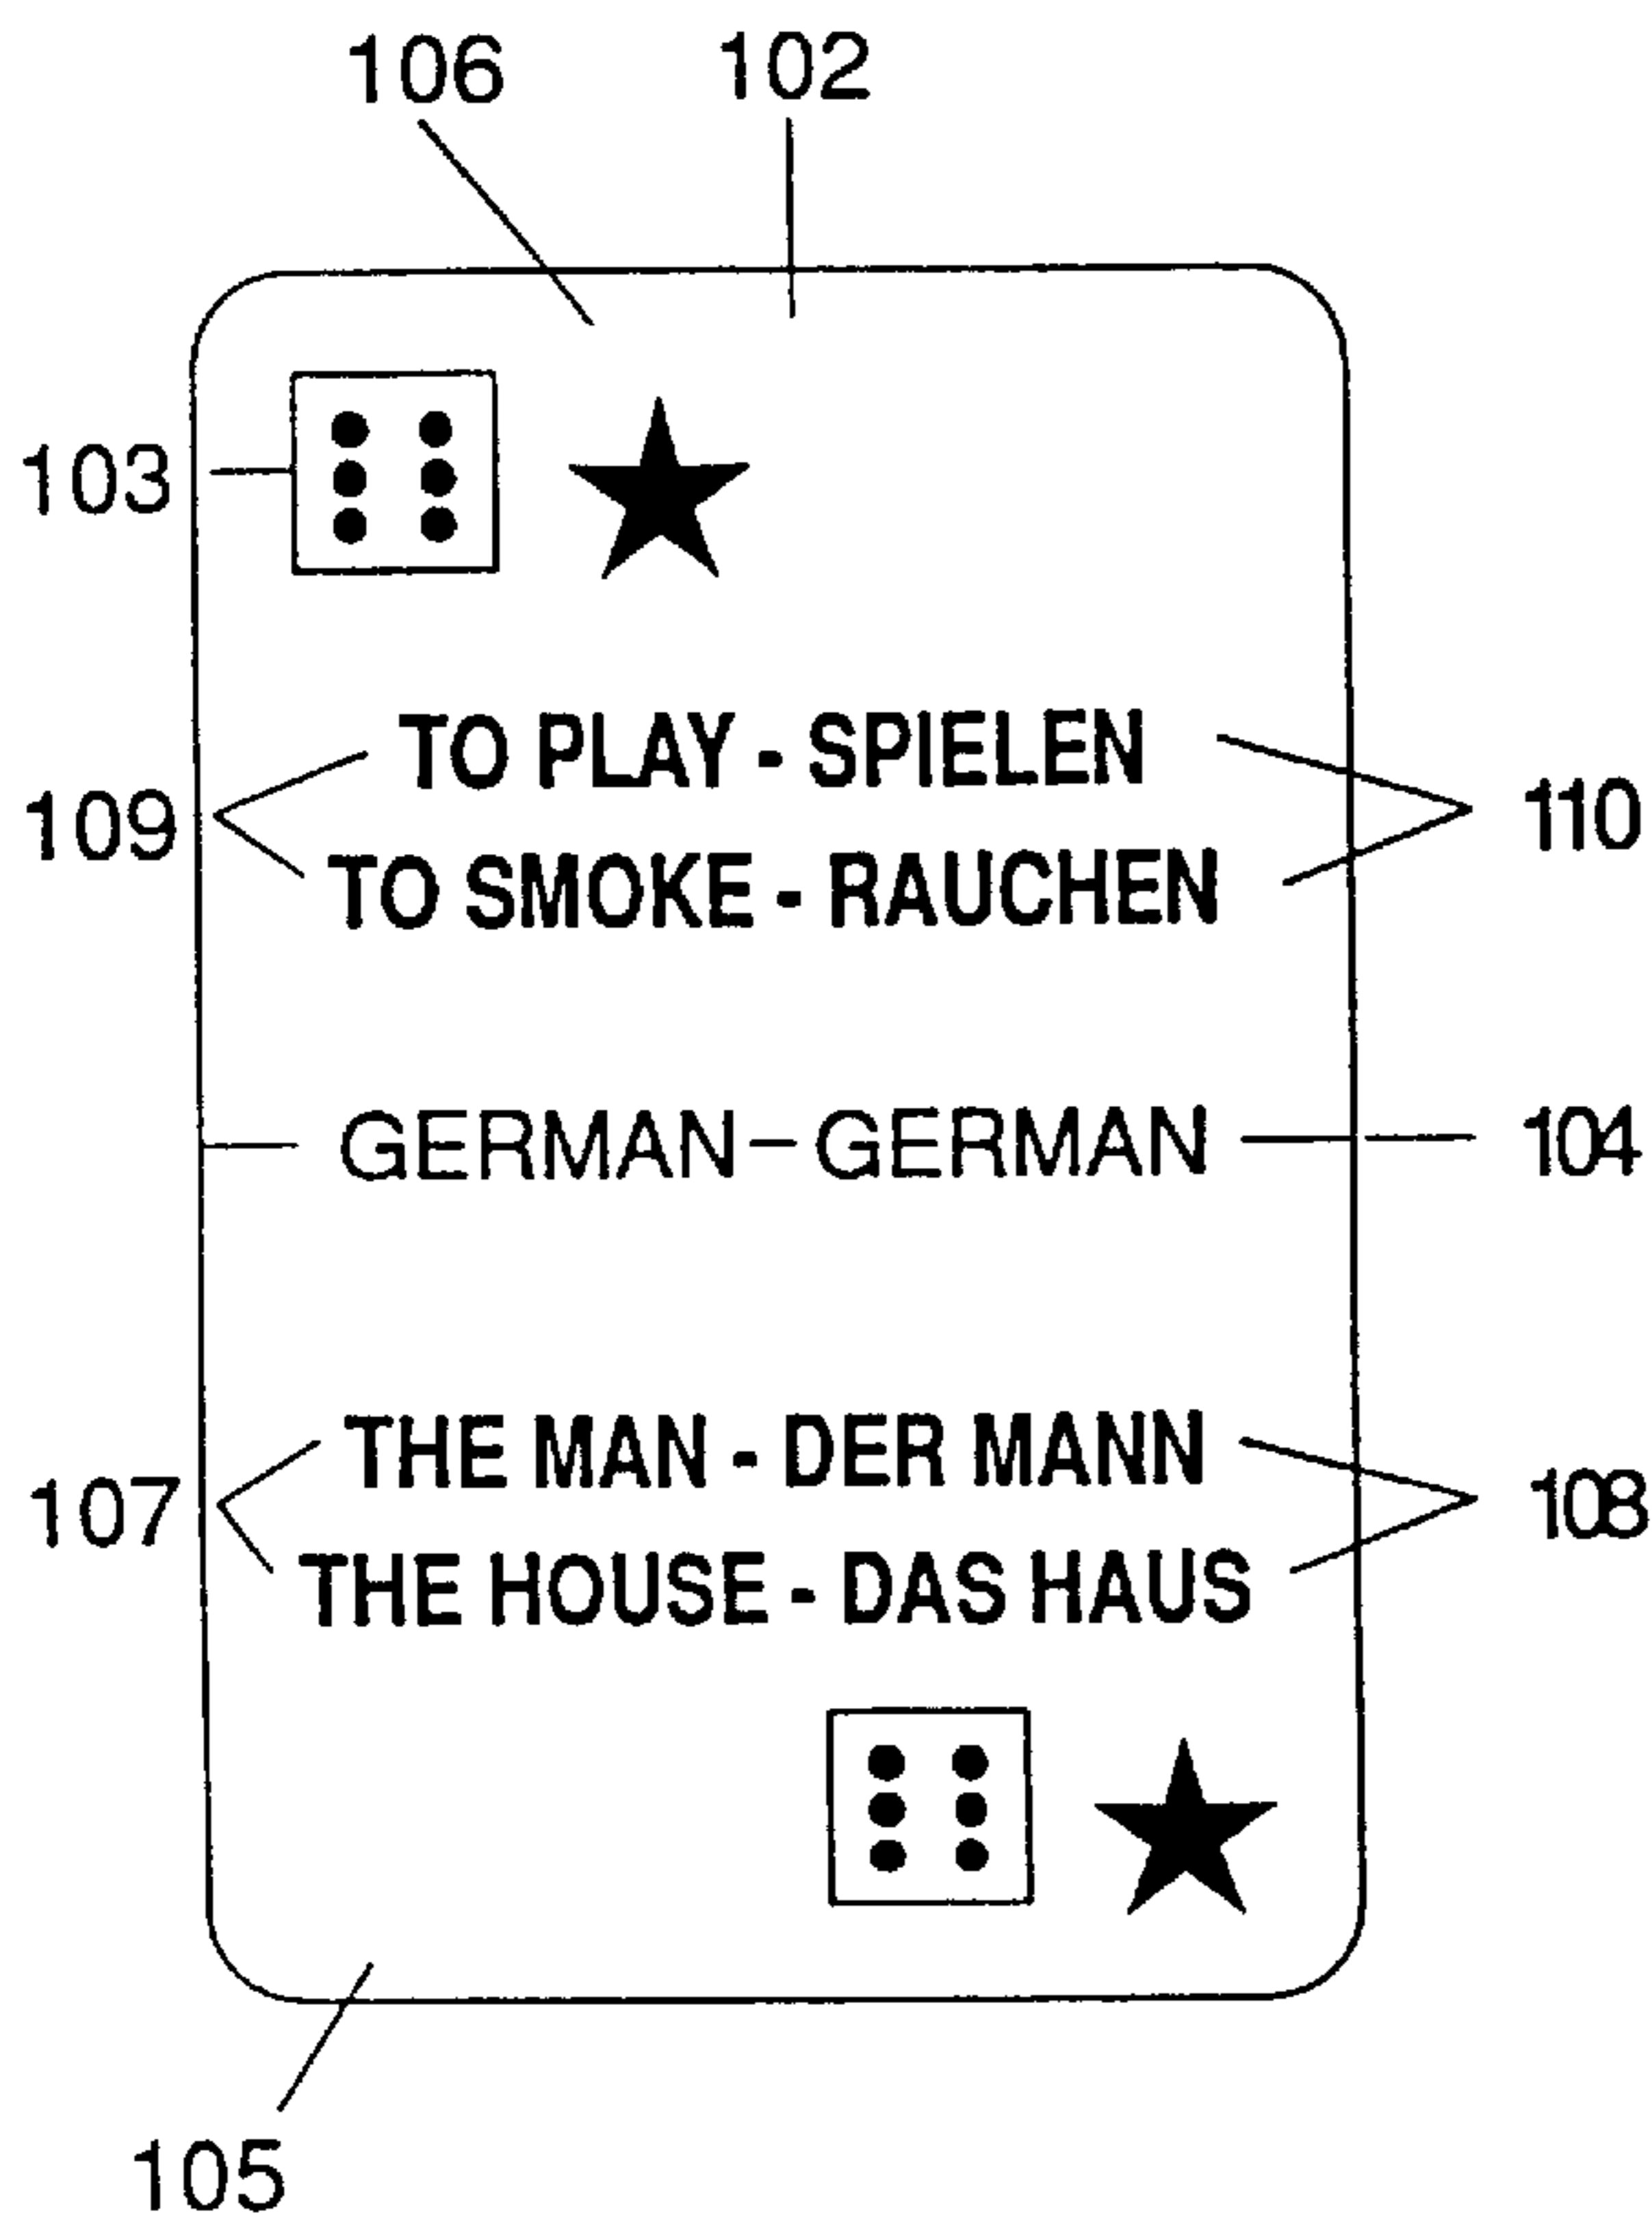 106 102
103
TO PLAY - SPIELEN
109 110
TO SMOKE - RAUCHEN
GERMAN-GERMAN 104
THE MAN - DER MANN
107 108
THE HOUSE - DAS HAUS
105